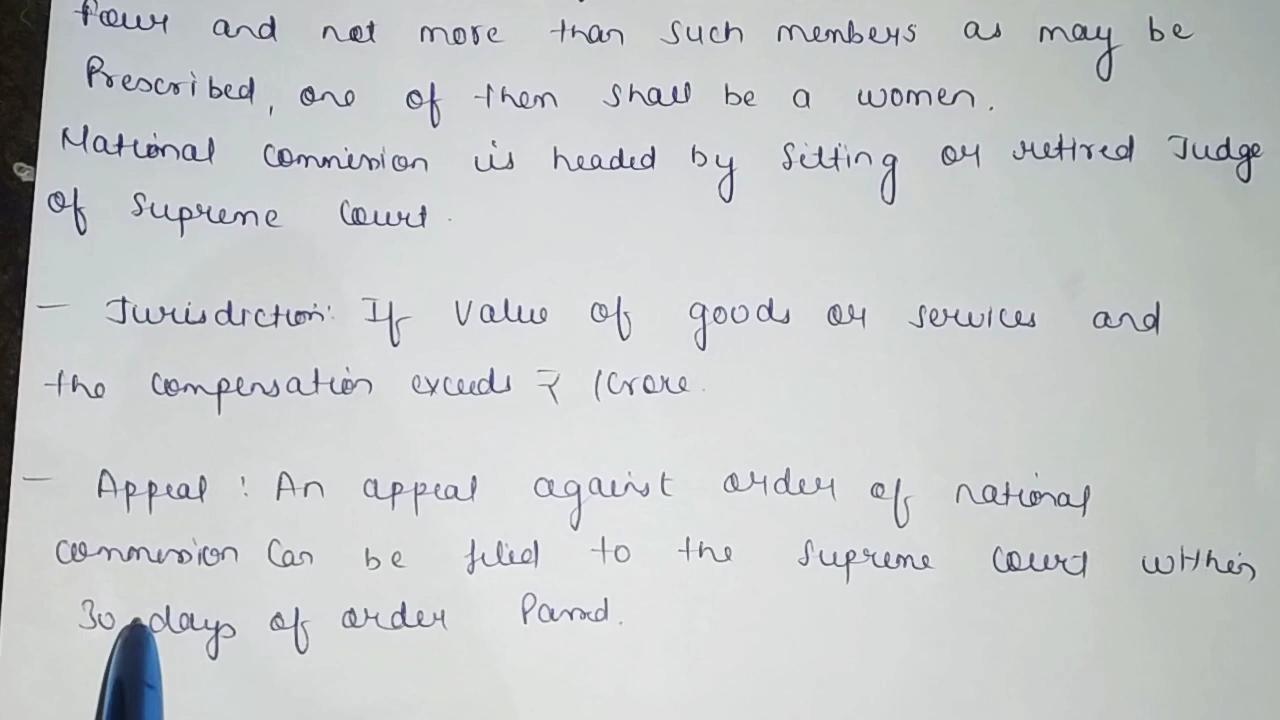 four and not more than such members as may be
Prescribed, one of them shall be a women.
National commission is headed by sitting or retired Judge
of Supreme Court.
- Jurisdiction: If value of goods or services and
the compensation exceeds ₹ 1crore.
- Appeal : An appeal against order of national
commission can be filed to the Supreme Court within
30 days of order Passed.